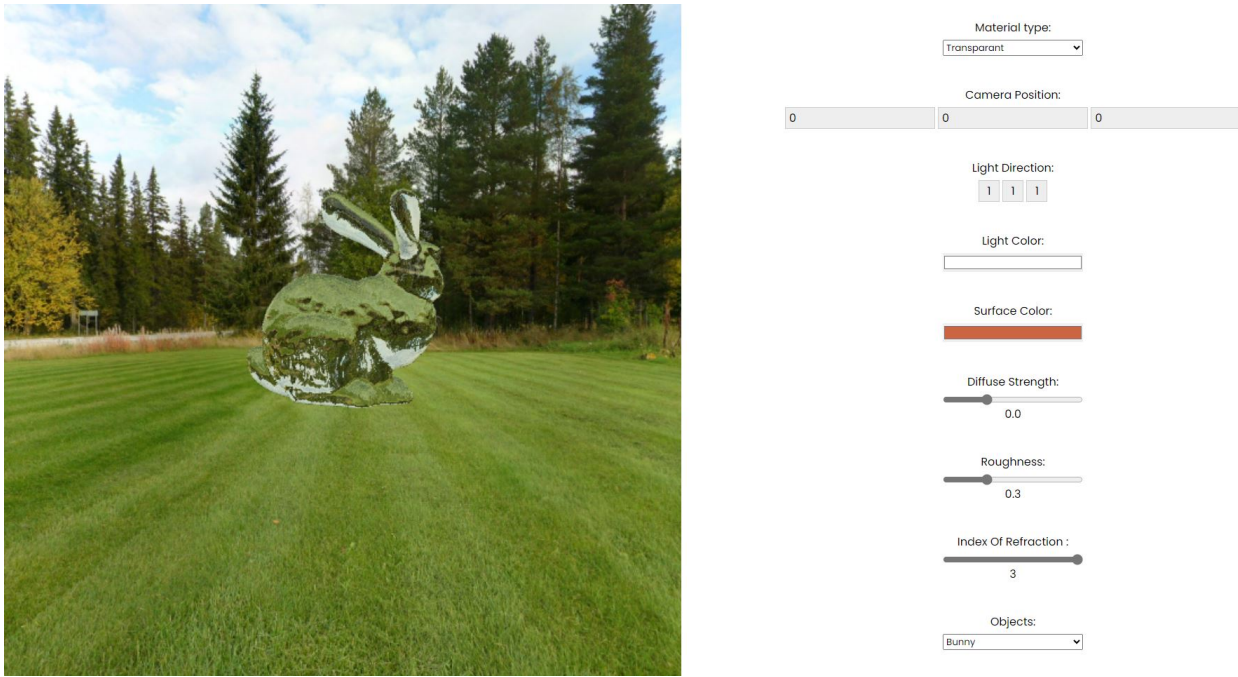 Material type:
Transparant
Camera Position:
0 0 0
Light Direction:
1 1 1
Light Color:
Surface Color:
Diffuse Strength:
0.0
Roughness:
0.3
Index Of Refraction :
3
Objects:
Bunny